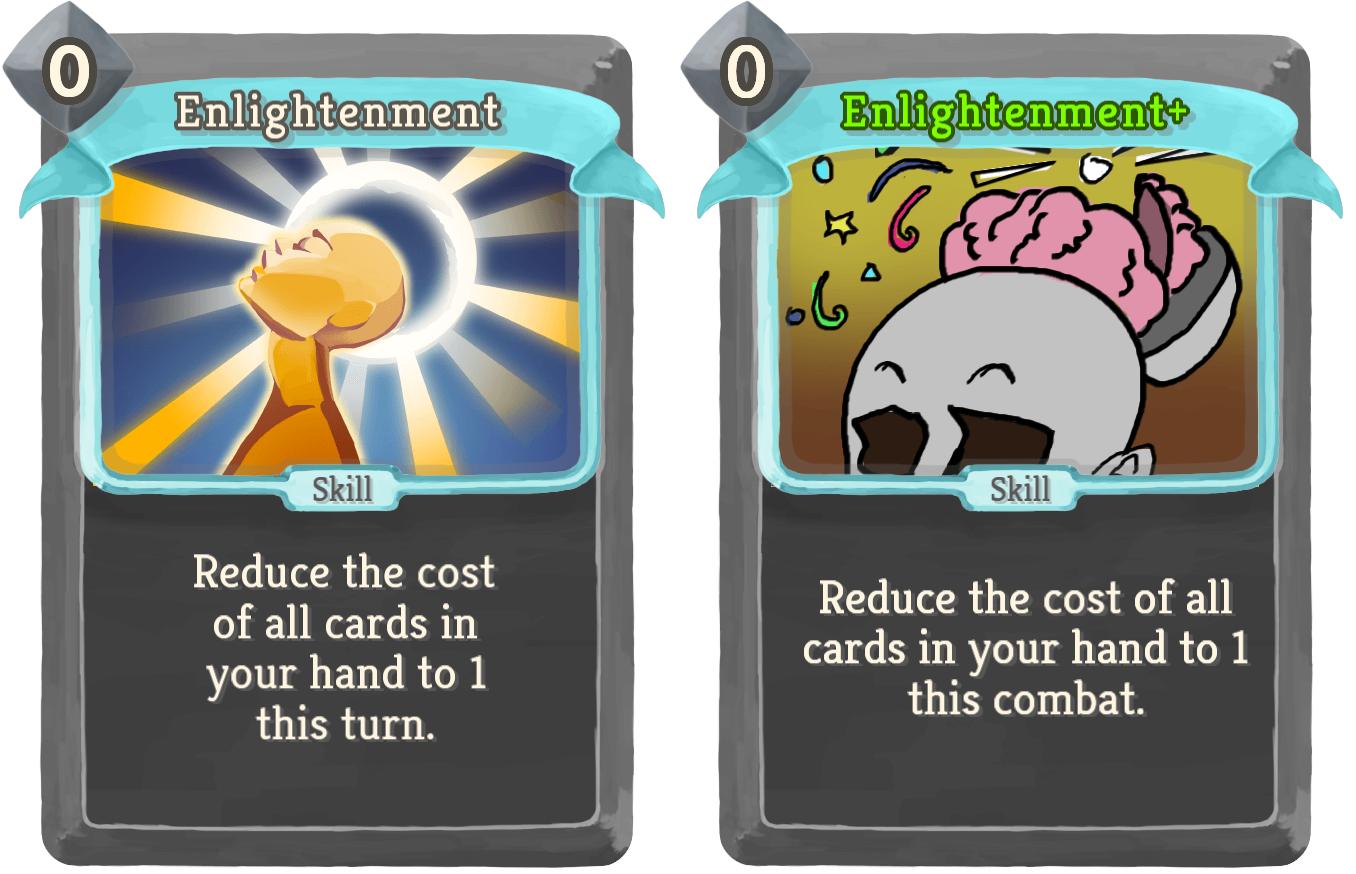 0
Enlightenment
Skill
Reduce the cost
of all cards in
your hand to 1
this turn.
0
Enlightenment+
Skill
Reduce the cost of all
cards in your hand to 1
this combat.